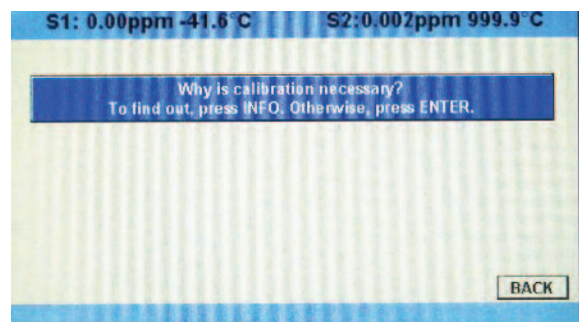 S1: 0.00ppm -41.6°C S2:0.002ppm 999.9°C
Why is calibration necessary?
To find out, press INFO. Otherwise, press ENTER.
BACK